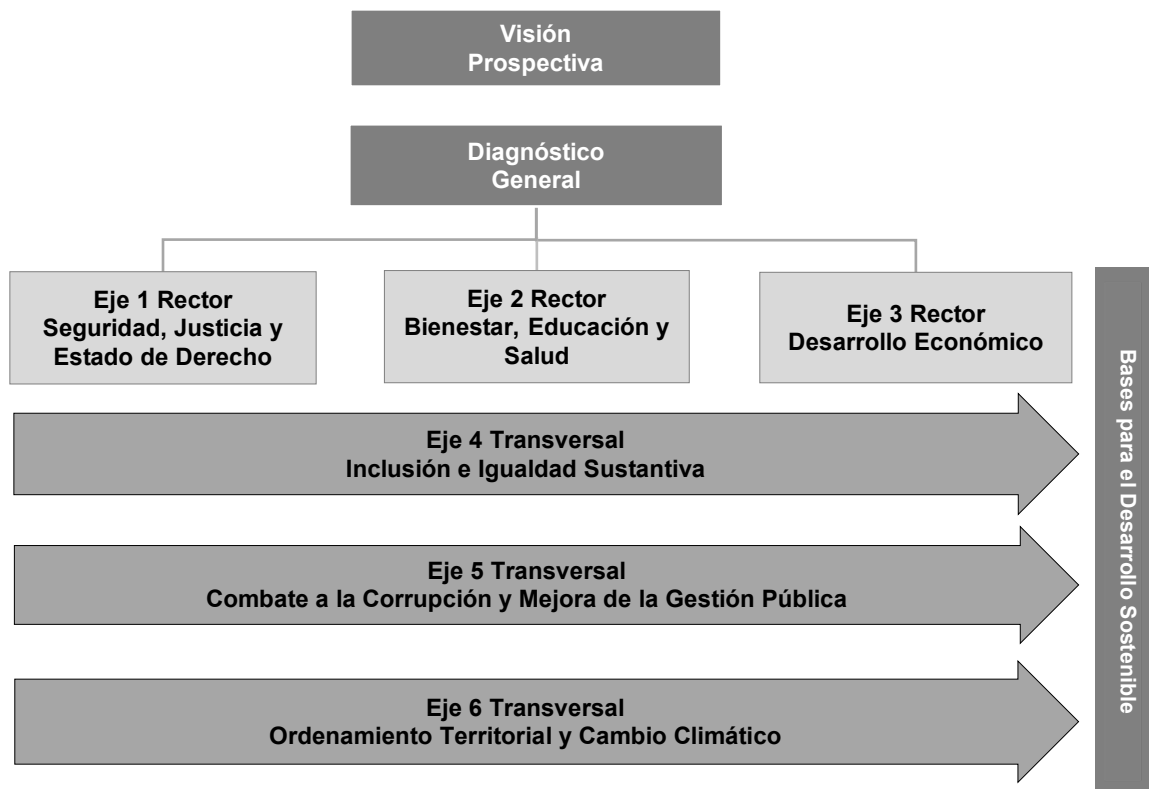 Visión
Prospectiva
Diagnóstico
General
Eje 1 Rector
Seguridad, Justicia y
Estado de Derecho
Eje 2 Rector
Bienestar, Educación y
Salud
Eje 3 Rector
Desarrollo Económico
Eje 4 Transversal
Inclusión e Igualdad Sustantiva
Eje 5 Transversal
Combate a la Corrupción y Mejora de la Gestión Pública
Eje 6 Transversal
Ordenamiento Territorial y Cambio Climático
Bases para el Desarrollo Sostenible